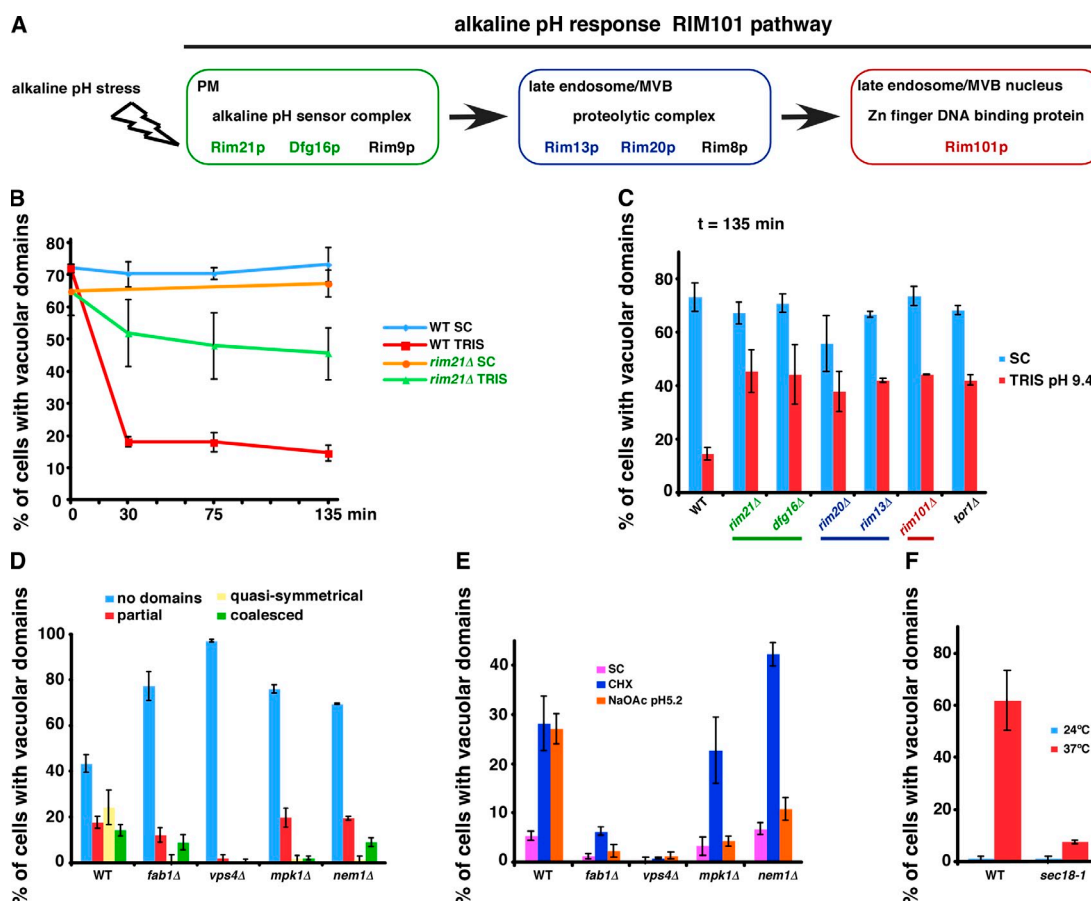 A
alkaline pH response RIM101 pathway
alkaline pH stress
PM
alkaline pH sensor complex
Rim21p Dfg16p Rim9p
late endosome/MVB
proteolytic complex
Rim13p Rim20p Rim8p
late endosome/MVB nucleus
Zn finger DNA binding protein
Rim101p
B
% of cells with vacuolar domains
80
70
60
50
40
30
20
10
0
0 30 75 135 min
WT SC
WT TRIS
rim21Δ SC
rim21Δ TRIS
C
t = 135 min
% of cells with vacuolar domains
80
60
40
20
0
WT rim21Δ dfg16Δ rim20Δ rim13Δ rim101Δ tor1Δ
SC
TRIS pH 9.4
D
no domains quasi-symmetrical
partial coalesced
% of cells with vacuolar domains
100
80
60
40
20
0
WT fab1Δ vps4Δ mpk1Δ nem1Δ
E
SC
CHX
NaOAc pH5.2
% of cells with vacuolar domains
40
30
20
10
0
WT fab1Δ vps4Δ mpk1Δ nem1Δ
F
% of cells with vacuolar domains
80
60
40
20
0
24ºC
37ºC
WT sec18-1